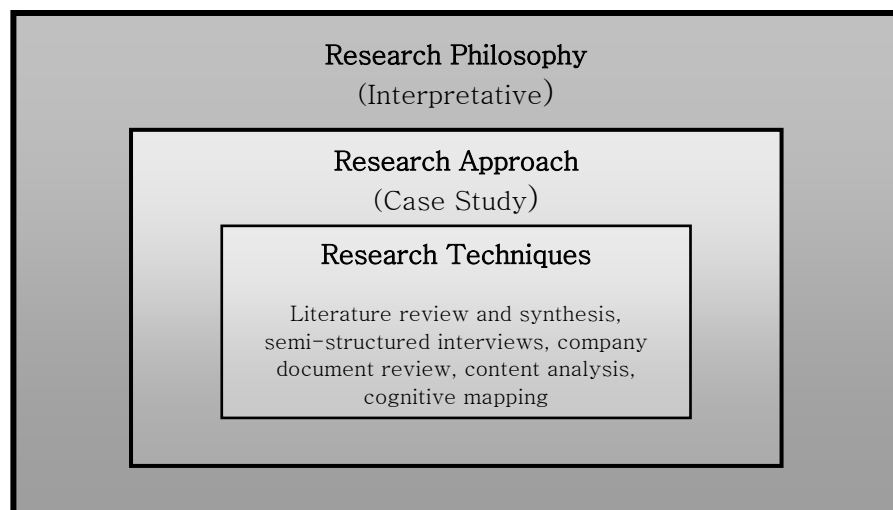 Research Philosophy
(Interpretative)
Research Approach
(Case Study)
Research Techniques
Literature review and synthesis,
semi-structured interviews, company
document review, content analysis,
cognitive mapping